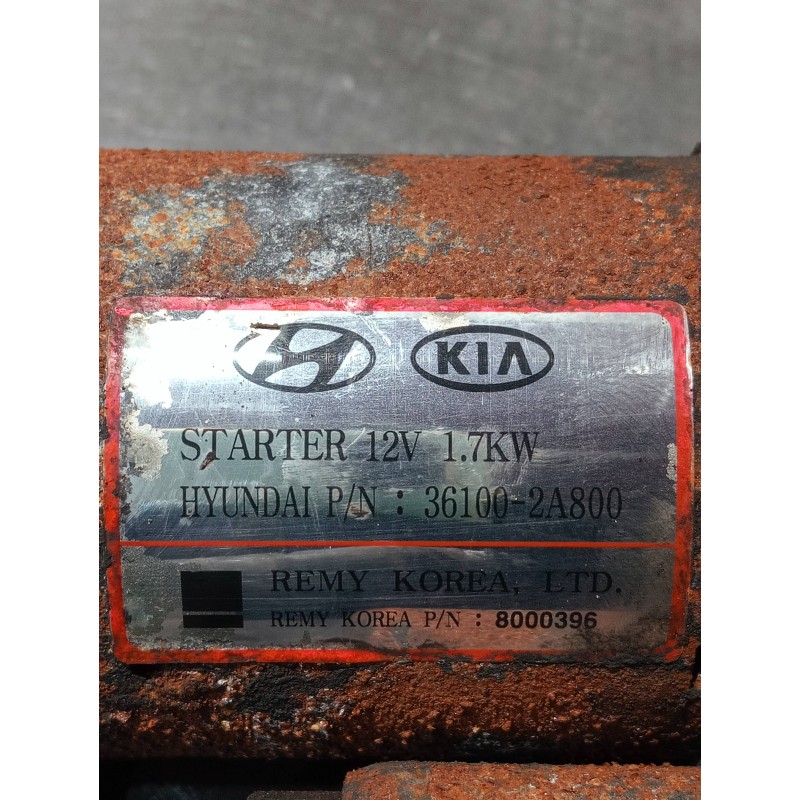 KIA
STARTER 12V 1.7KW
HYUNDAI P/N : 36100-2A800
REMY KOREA, LTD.
REMY KOREA P/N : 8000396